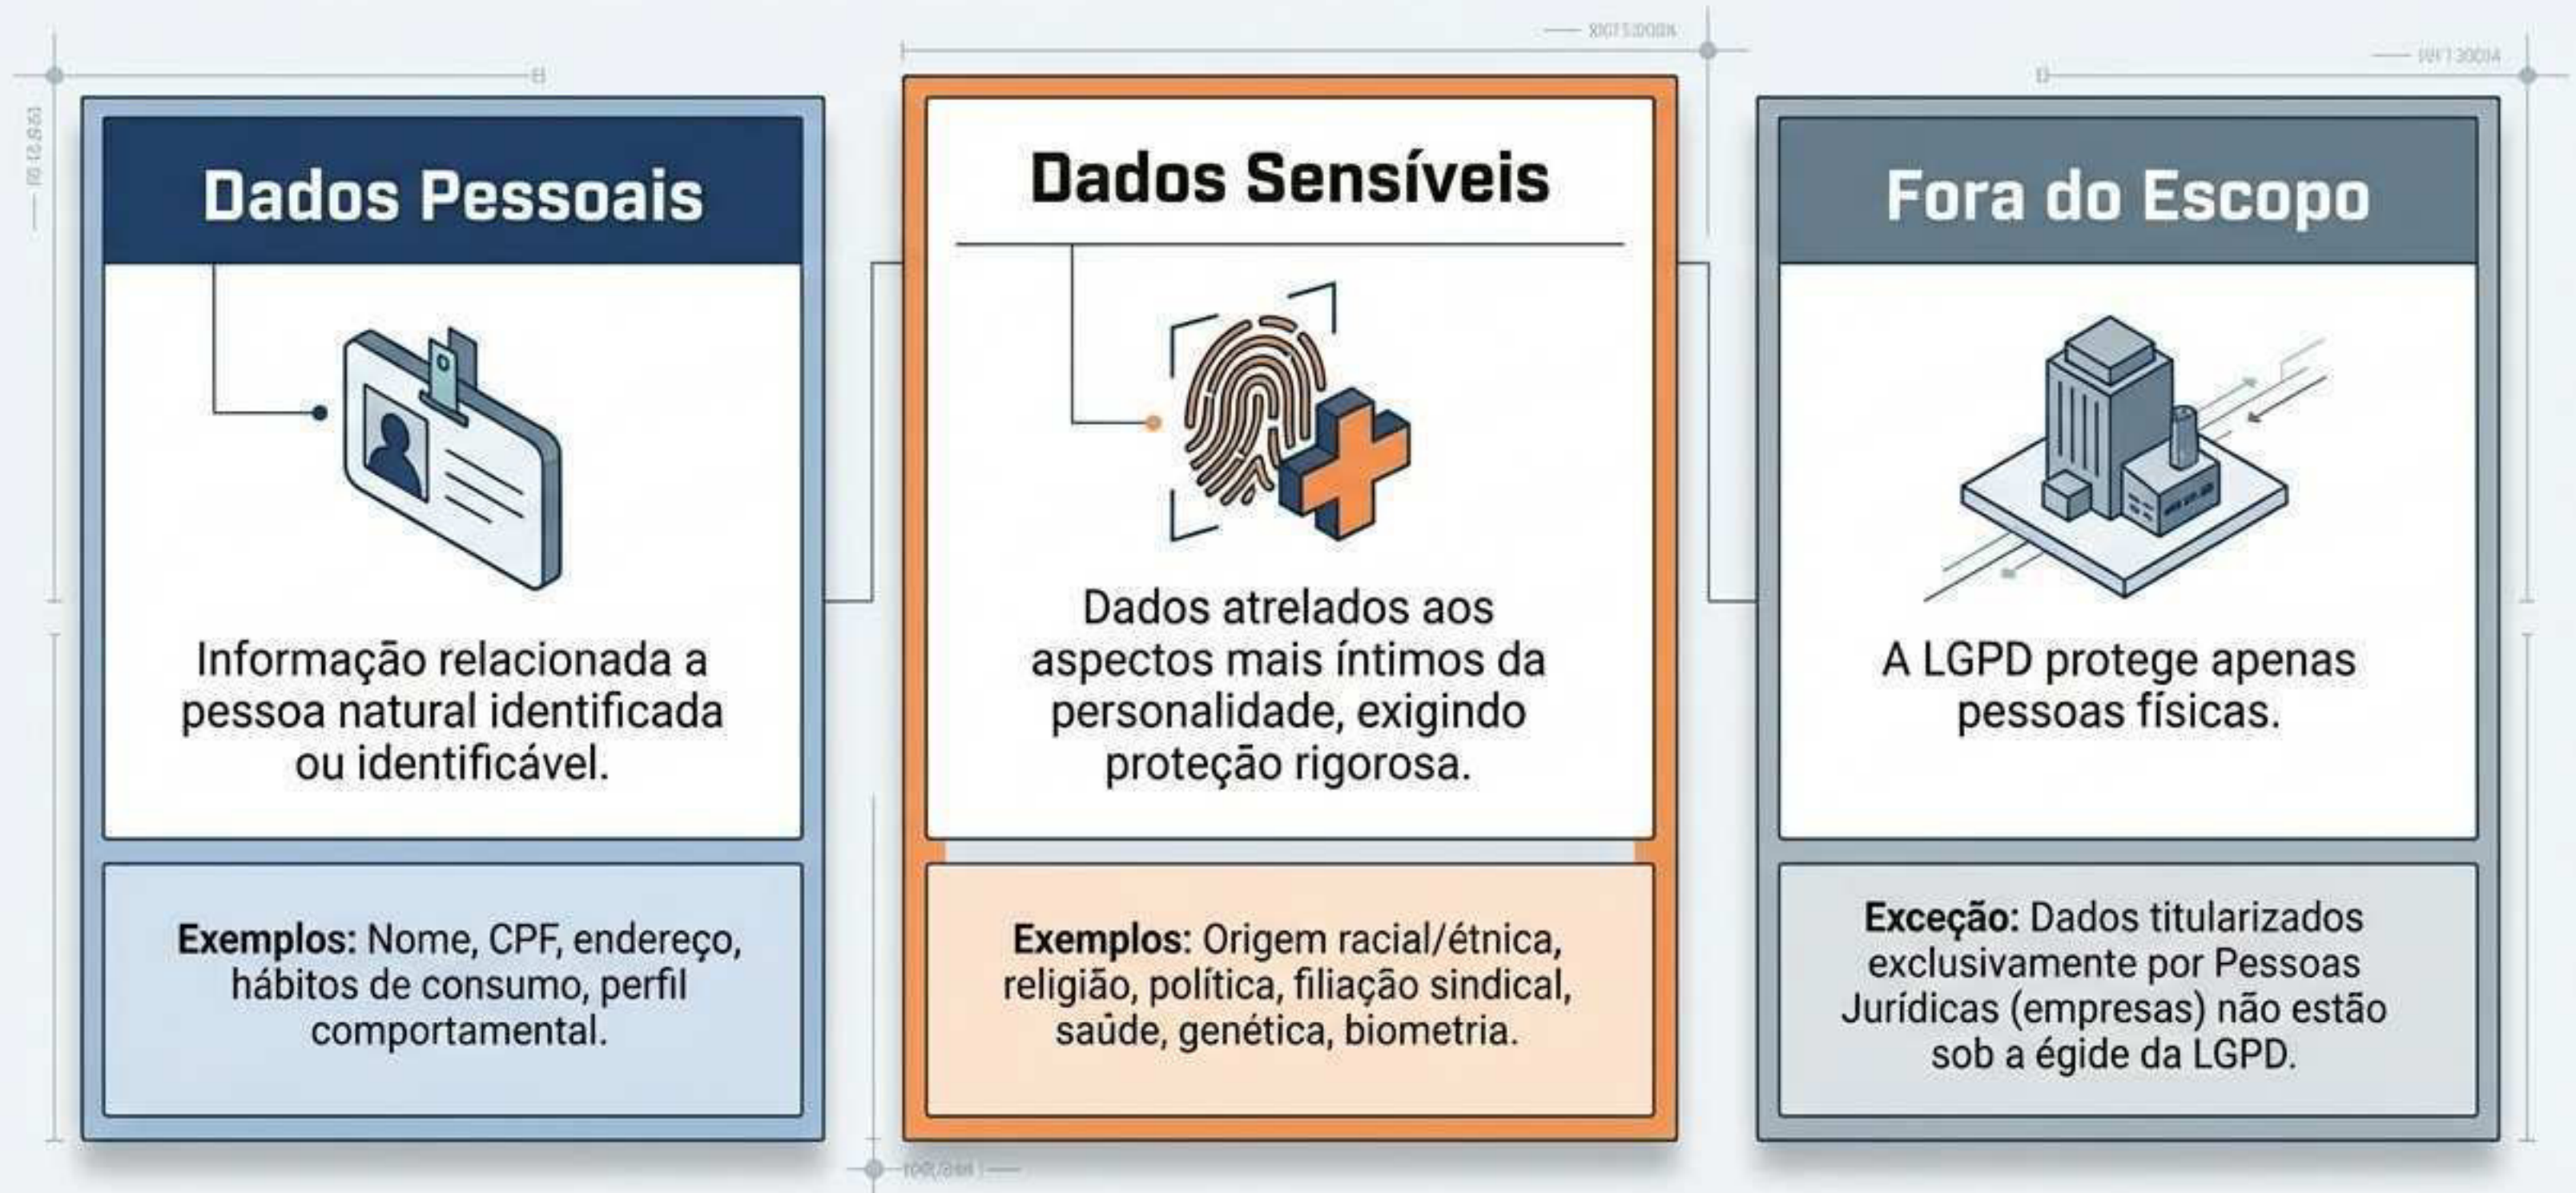 Dados Pessoais
Informação relacionada a
pessoa natural identificada
ou identificável.
Exemplos: Nome, CPF, endereço,
hábitos de consumo, perfil
comportamental.
Dados Sensíveis
Dados atrelados aos
aspectos mais íntimos da
personalidade, exigindo
proteção rigorosa.
Exemplos: Origem racial/étnica,
religião, política, filiação sindical,
saúde, genética, biometria.
Fora do Escopo
A LGPD protege apenas
pessoas físicas.
Exceção: Dados titularizados
exclusivamente por Pessoas
Jurídicas (empresas) não estão
sob a égide da LGPD.